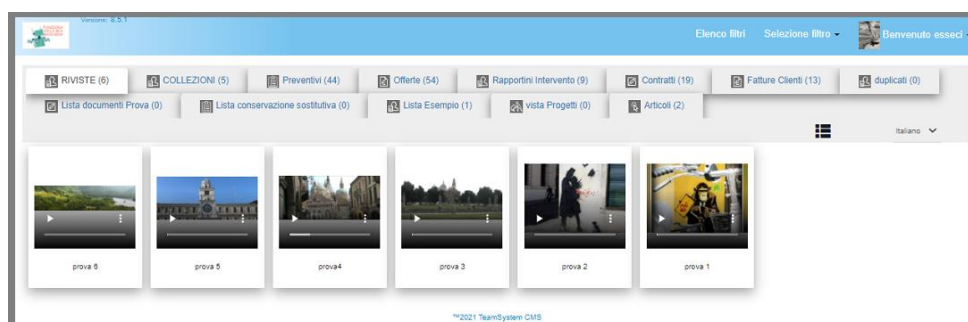 Versione: 8.5.1
Elenco filtri Selezione filtro Benvenuto esseci
RIVISTE (6) COLLEZIONI (5) Preventivi (44) Offerte (54) Rapportini Intervento (9) Contratti (19) Fatture Clienti (13) duplicati (0)
Lista documenti Prova (0) Lista conservazione sostitutiva (0) Lista Esempio (1) vista Progetti (0) Articoli (2)
Italiano
prova 6 prova 5 prova4 prova 3 prova 2 prova 1
™2021 TeamSystem CMS